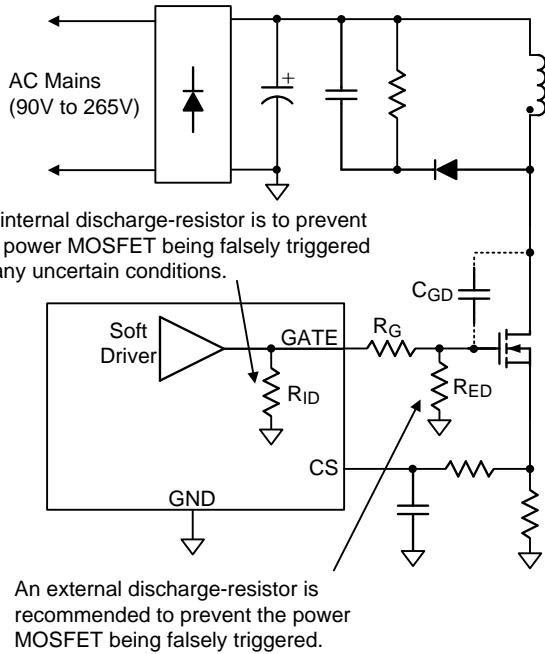 AC Mains
(90V to 265V)
+
internal discharge-resistor is to prevent
power MOSFET being falsely triggered
any uncertain conditions.
CGD
Soft
Driver
GATE
RG
RID
RED
CS
GND
An external discharge-resistor is
recommended to prevent the power
MOSFET being falsely triggered.